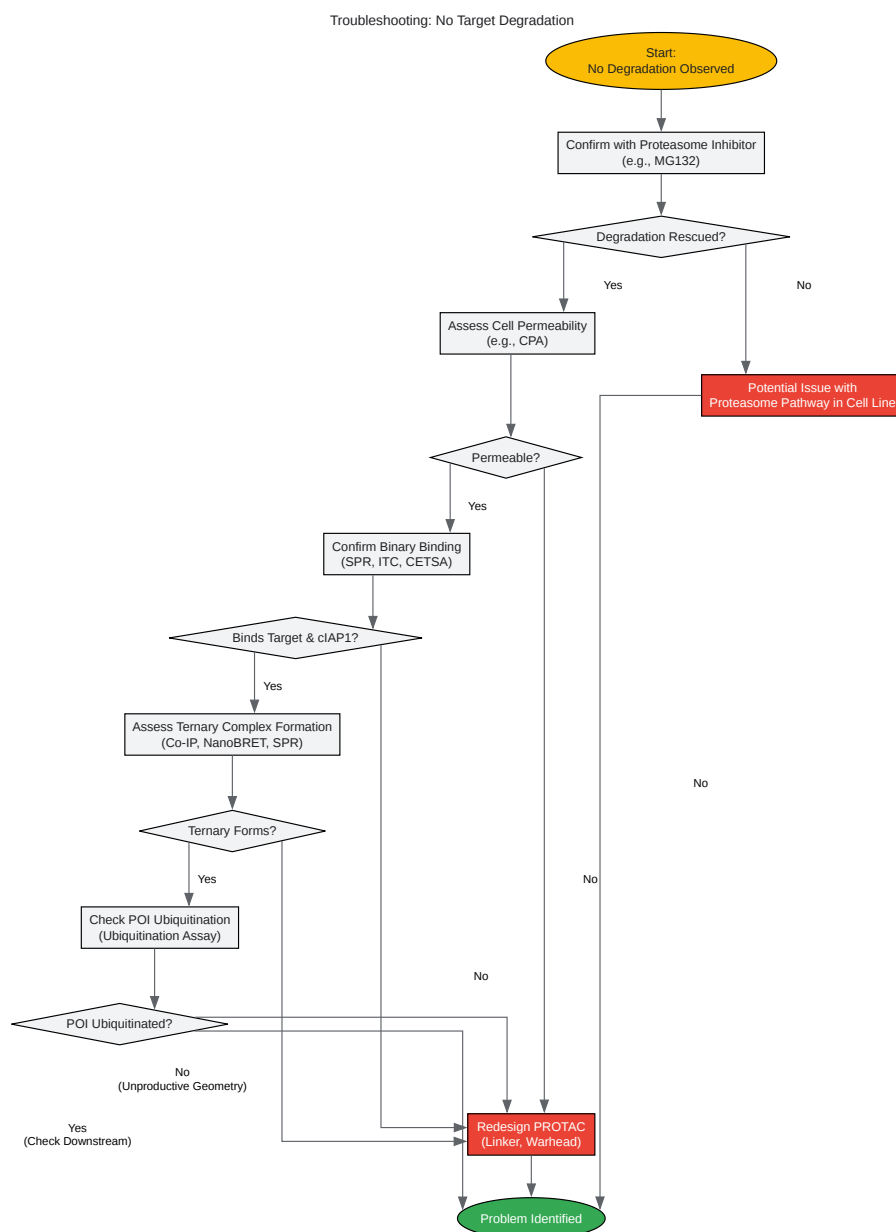 Troubleshooting: No Target Degradation
Start:
No Degradation Observed
Confirm with Proteasome Inhibitor
(e.g., MG132)
Degradation Rescued?
Yes
No
Assess Cell Permeability
(e.g., CPA)
Potential Issue with
Proteasome Pathway in Cell Line
Permeable?
Yes
Confirm Binary Binding
(SPR, ITC, CETSA)
Binds Target & cIAP1?
Yes
Assess Ternary Complex Formation
(Co-IP, NanoBRET, SPR)
No
Ternary Forms?
Yes
No
Check POI Ubiquitination
(Ubiquitination Assay)
No
POI Ubiquitinated?
No
(Unproductive Geometry)
Yes
(Check Downstream)
Redesign PROTAC
(Linker, Warhead)
Problem Identified